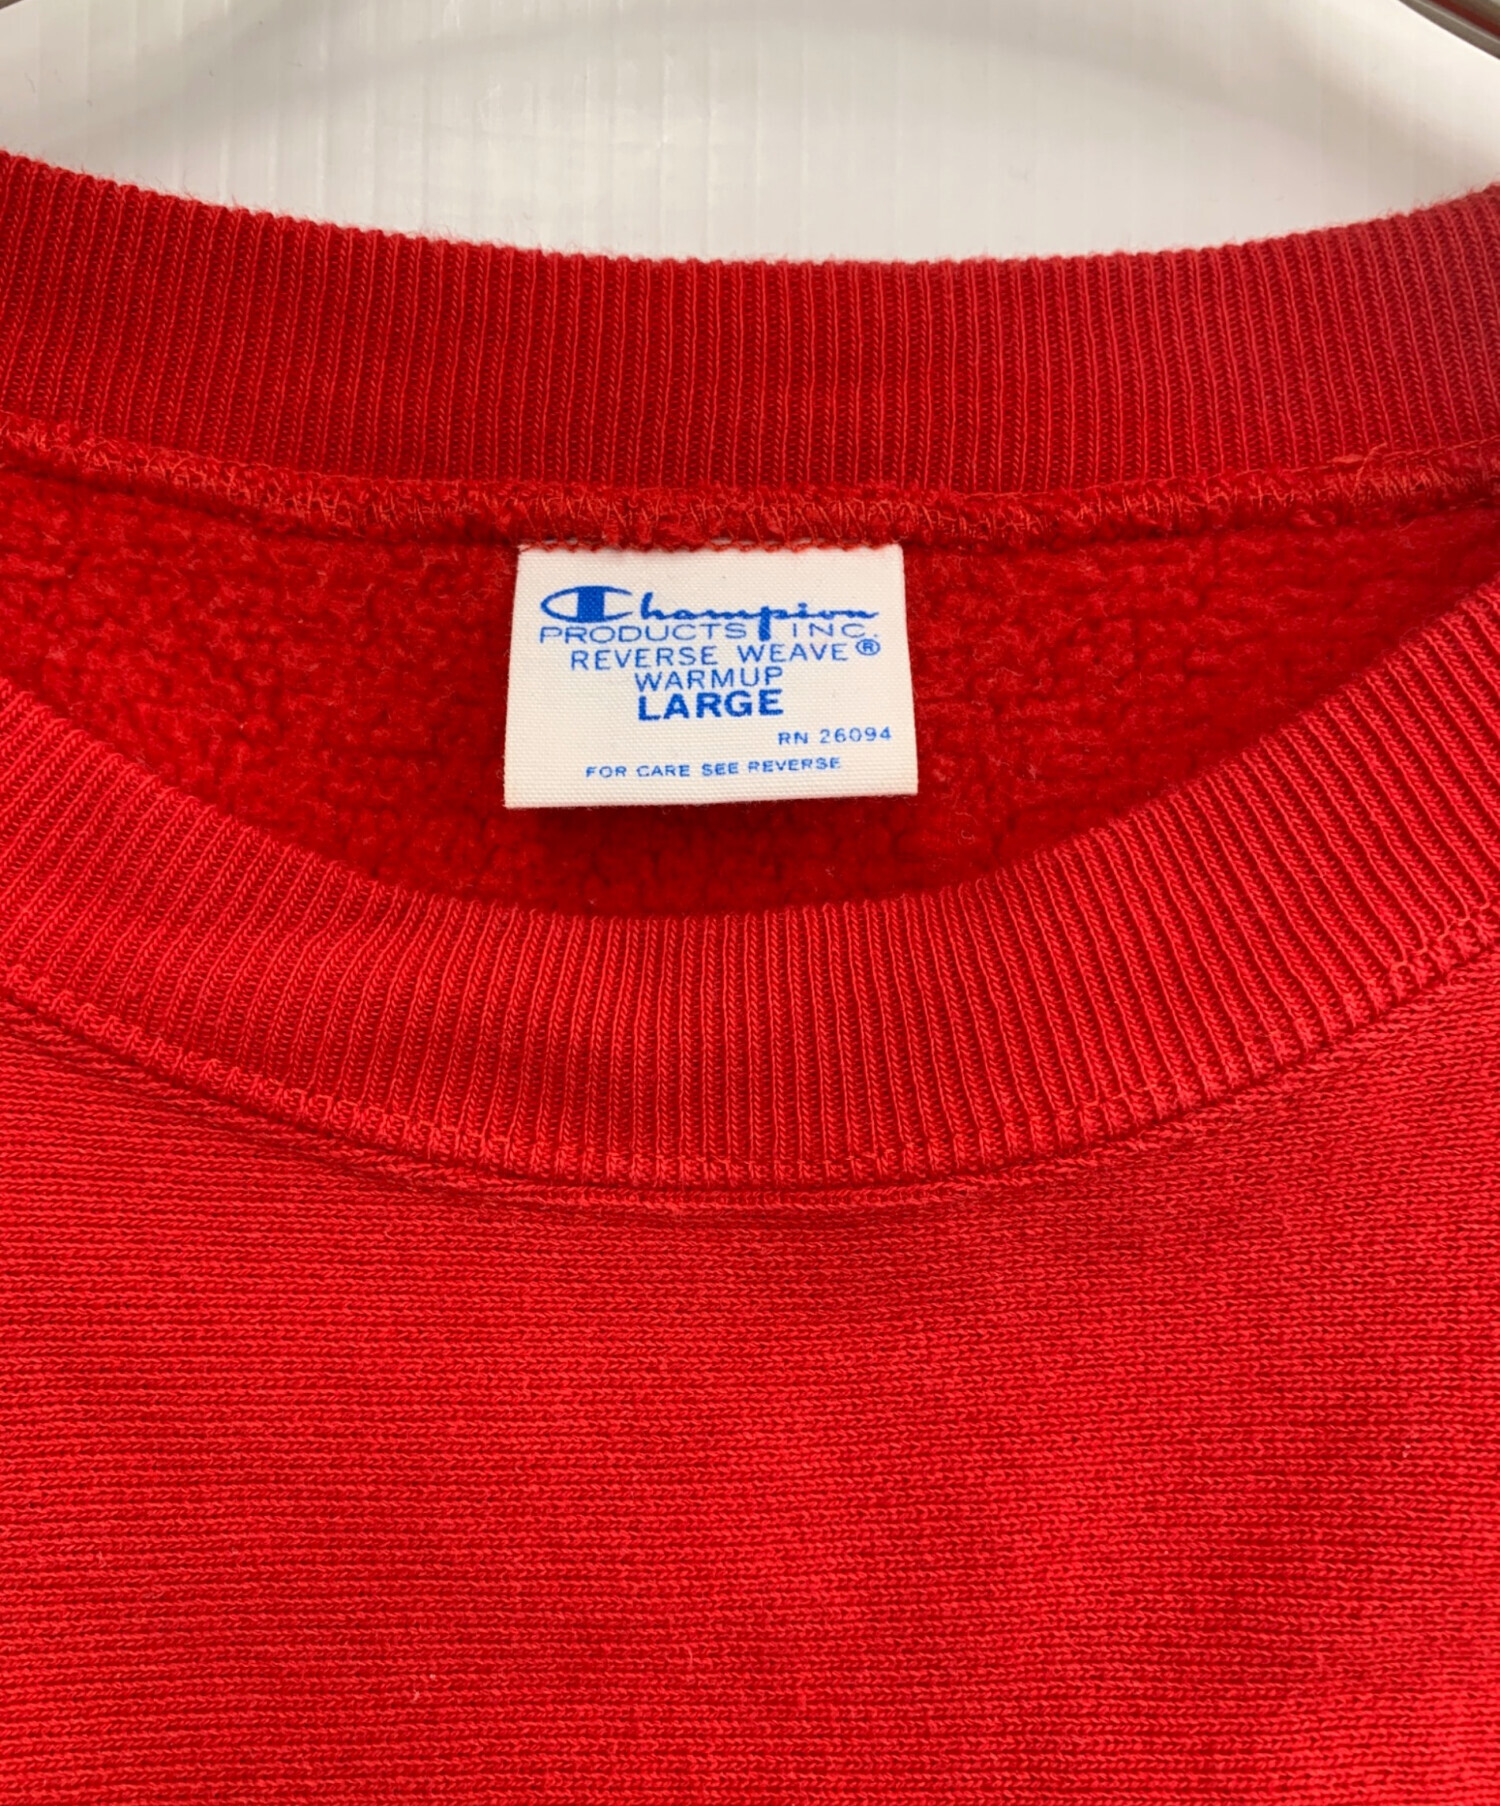 Champion
PRODUCTS INC.
REVERSE WEAVE®
WARMUP
LARGE
RN 26094
FOR CARE SEE REVERSE